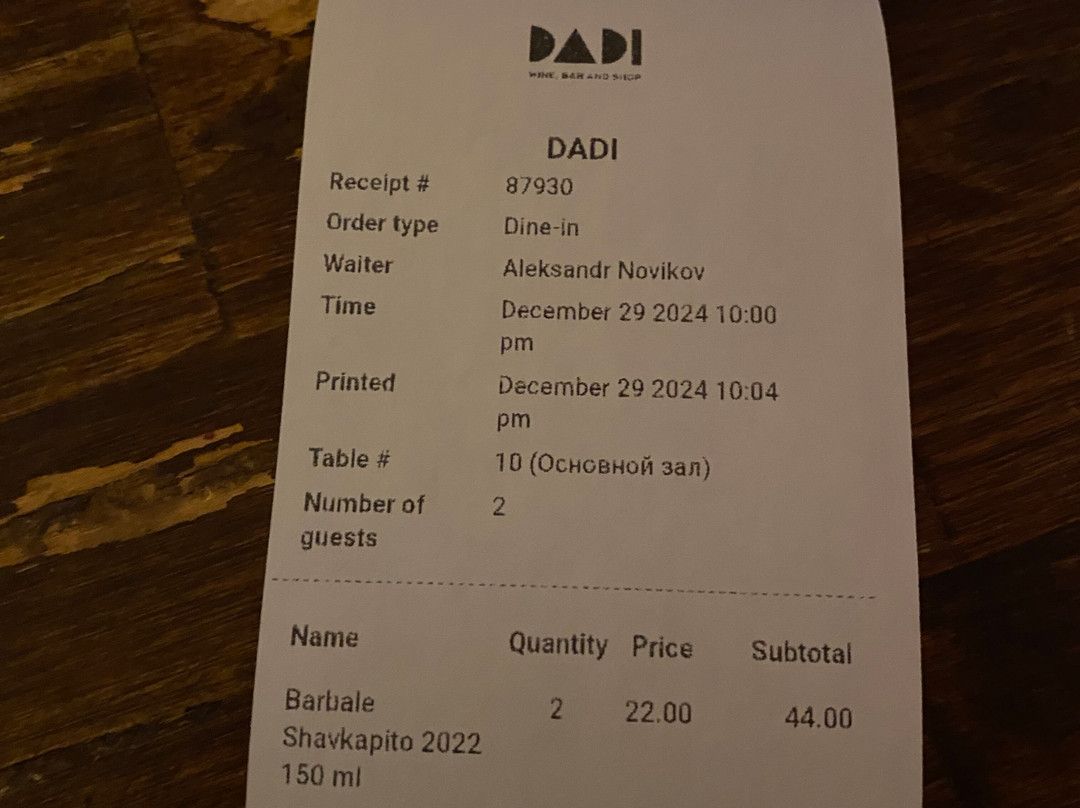 DADI
WINE, BAR AND SHOP
DADI
Receipt # 87930
Order type Dine-in
Waiter Aleksandr Novikov
Time December 29 2024 10:00
pm
Printed December 29 2024 10:04
pm
Table # 10 (Основной зал)
Number of 2
guests
Name Quantity Price Subtotal
Barbale 2 22.00 44.00
Shavkapito 2022
150 ml